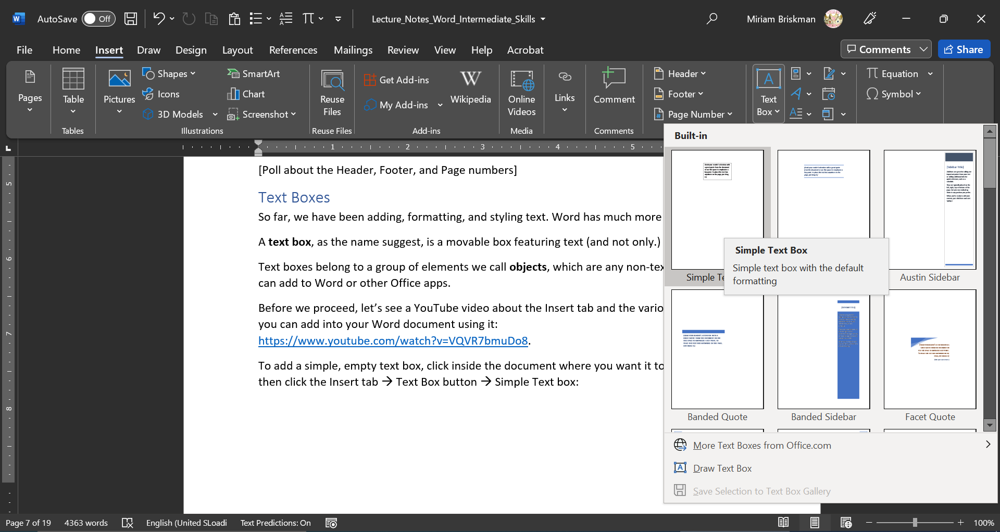 AutoSave Off
Lecture_Notes_Word_Intermediate_Skills
Miriam Briskman
File Home Insert Draw Design Layout References Mailings Review View Help Acrobat
Comments
Share
Pages
Table
Tables
Pictures
Shapes
Icons
3D Models
SmartArt
Chart
Screenshot
Illustrations
Reuse
Files
Reuse Files
Get Add-ins
My Add-ins
Wikipedia
Add-ins
Online
Videos
Media
Links
Comment
Comments
Header
Footer
Page Number
Text
Box
Equation
Symbol
1 2 3 4 5
5
6
7
8
[Poll about the Header, Footer, and Page numbers]
Text Boxes
So far, we have been adding, formatting, and styling text. Word has much more
A text box, as the name suggest, is a movable box featuring text (and not only.)
Text boxes belong to a group of elements we call objects, which are any non-tex
can add to Word or other Office apps.
Before we proceed, let’s see a YouTube video about the Insert tab and the vario
you can add into your Word document using it:
https://www.youtube.com/watch?v=VQVR7bmuDo8.
To add a simple, empty text box, click inside the document where you want it to
then click the Insert tab → Text Box button → Simple Text box:
Built-in
[Sidebar Title]
Simple Te
Austin Sidebar
Simple Text Box
Simple text box with the default
formatting
Banded Quote
Banded Sidebar
Facet Quote
More Text Boxes from Office.com
Draw Text Box
Save Selection to Text Box Gallery
Page 7 of 19 4363 words English (United SLoadi Text Predictions: On
100%